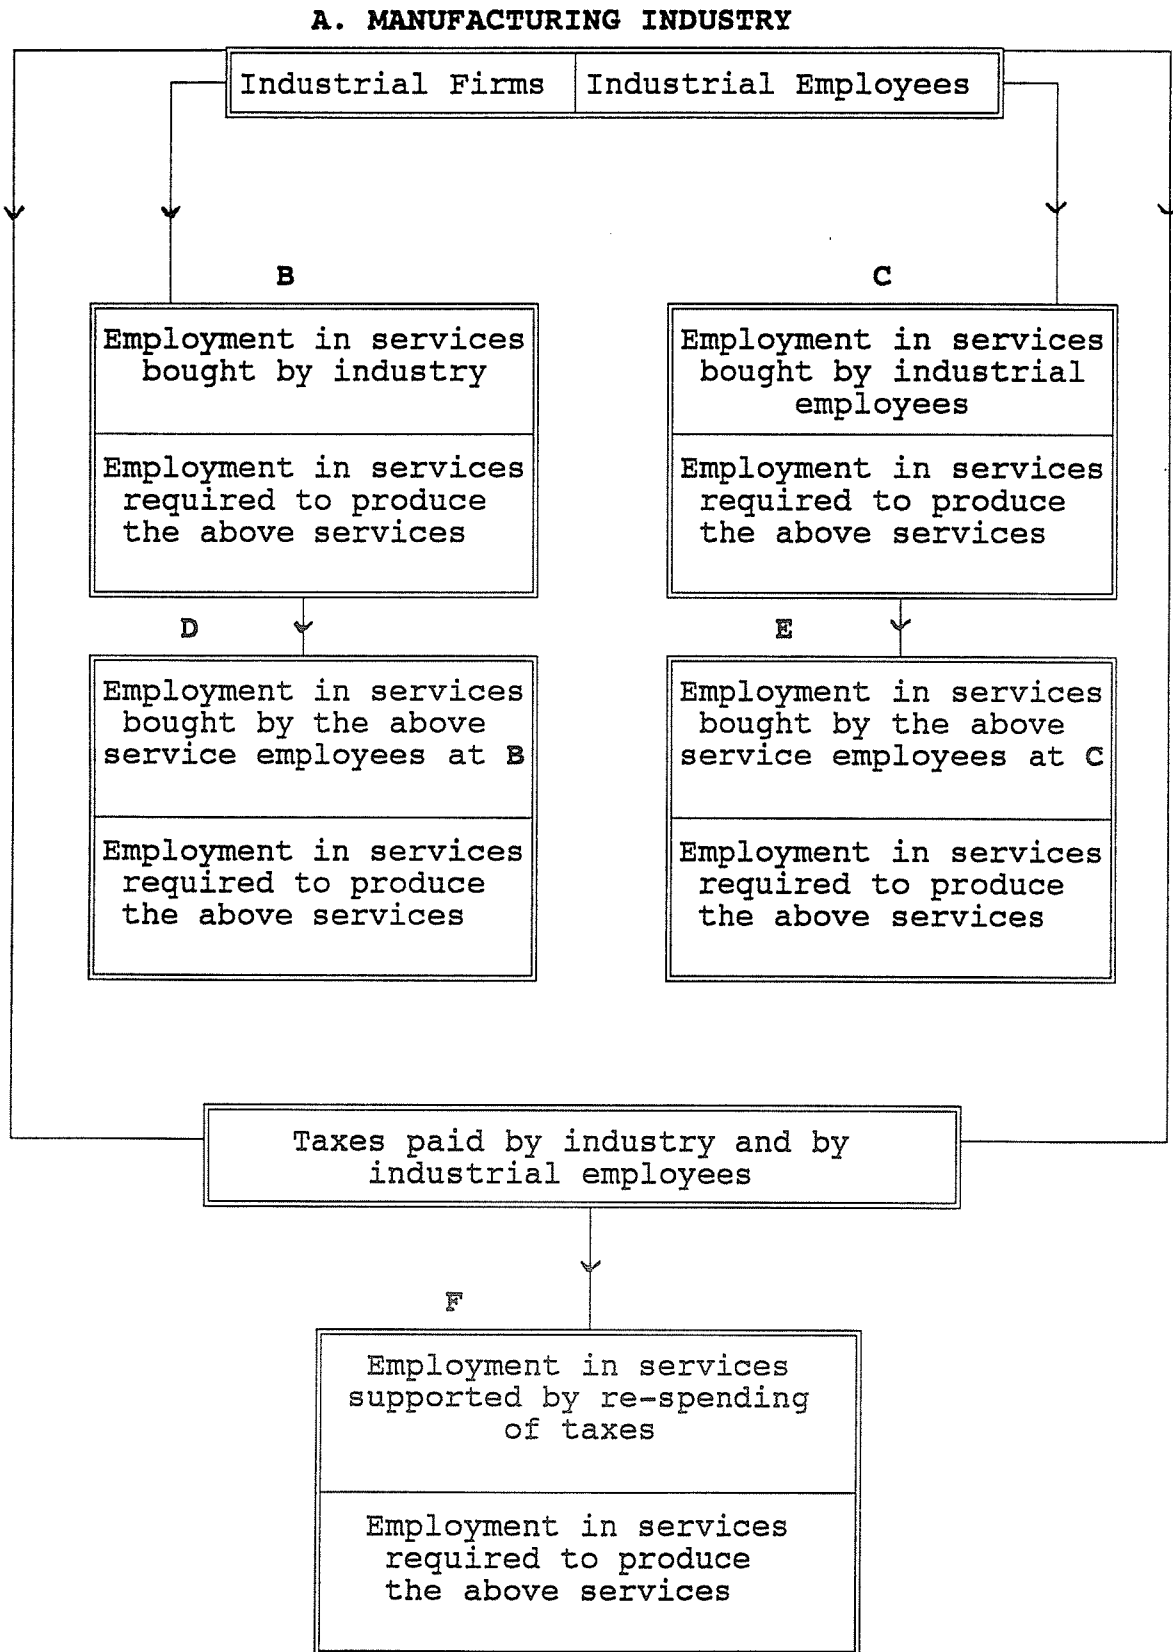 A. MANUFACTURING INDUSTRY
Industrial Firms
Industrial Employees
B
Employment in services
bought by industry
Employment in services
required to produce
the above services
C
Employment in services
bought by industrial
employees
Employment in services
required to produce
the above services
D
Employment in services
bought by the above
service employees at B
Employment in services
required to produce
the above services
E
Employment in services
bought by the above
service employees at C
Employment in services
required to produce
the above services
Taxes paid by industry and by
industrial employees
F
Employment in services
supported by re-spending
of taxes
Employment in services
required to produce
the above services